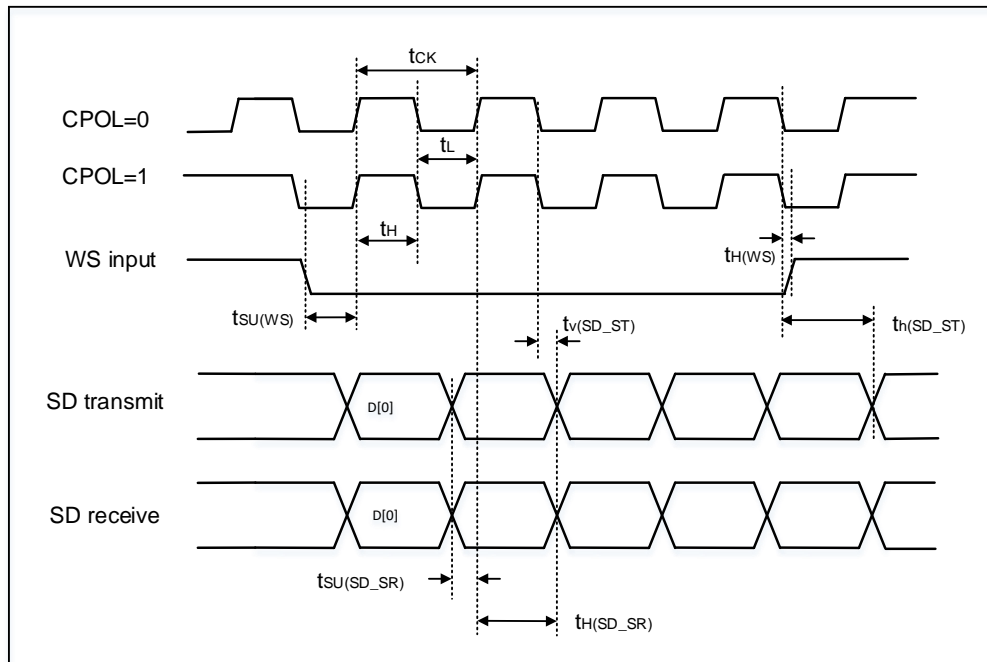 tCK
CPOL=0
tL
CPOL=1
tH
WS input
tH(WS)
tSU(WS)
tv(SD_ST)
th(SD_ST)
SD transmit
D[0]
SD receive
D[0]
tSU(SD_SR)
tH(SD_SR)